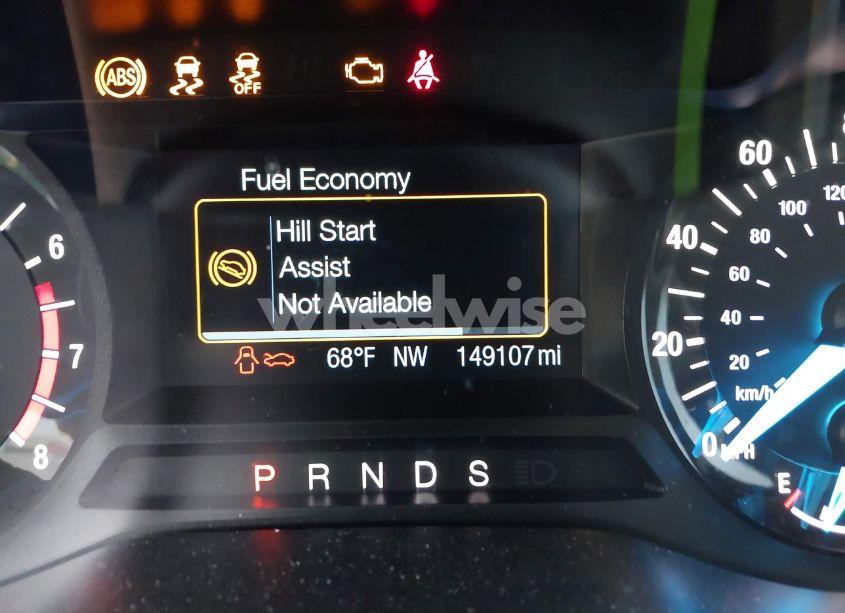 ABS
OFF
Fuel Economy
Hill Start
Assist
Not Available
wheelwise
68°F NW 149107 mi
P R N D S
6
7
8
60
40
20
0
MPH
120
100
80
60
40
20
km/h
E